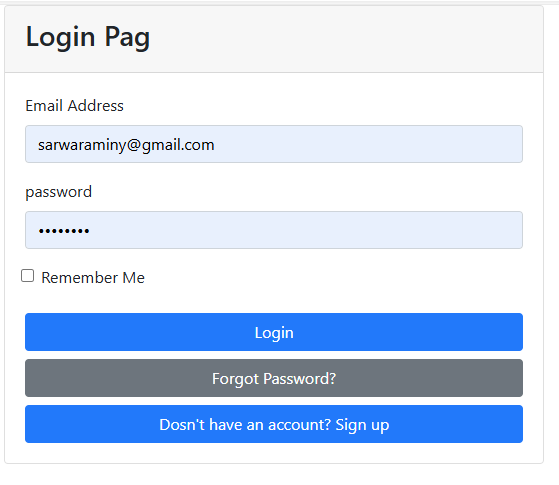 Login Pag
Email Address
sarwaraminy@gmail.com
password
••••••••
Remember Me
Login
Forgot Password?
Dosn't have an account? Sign up